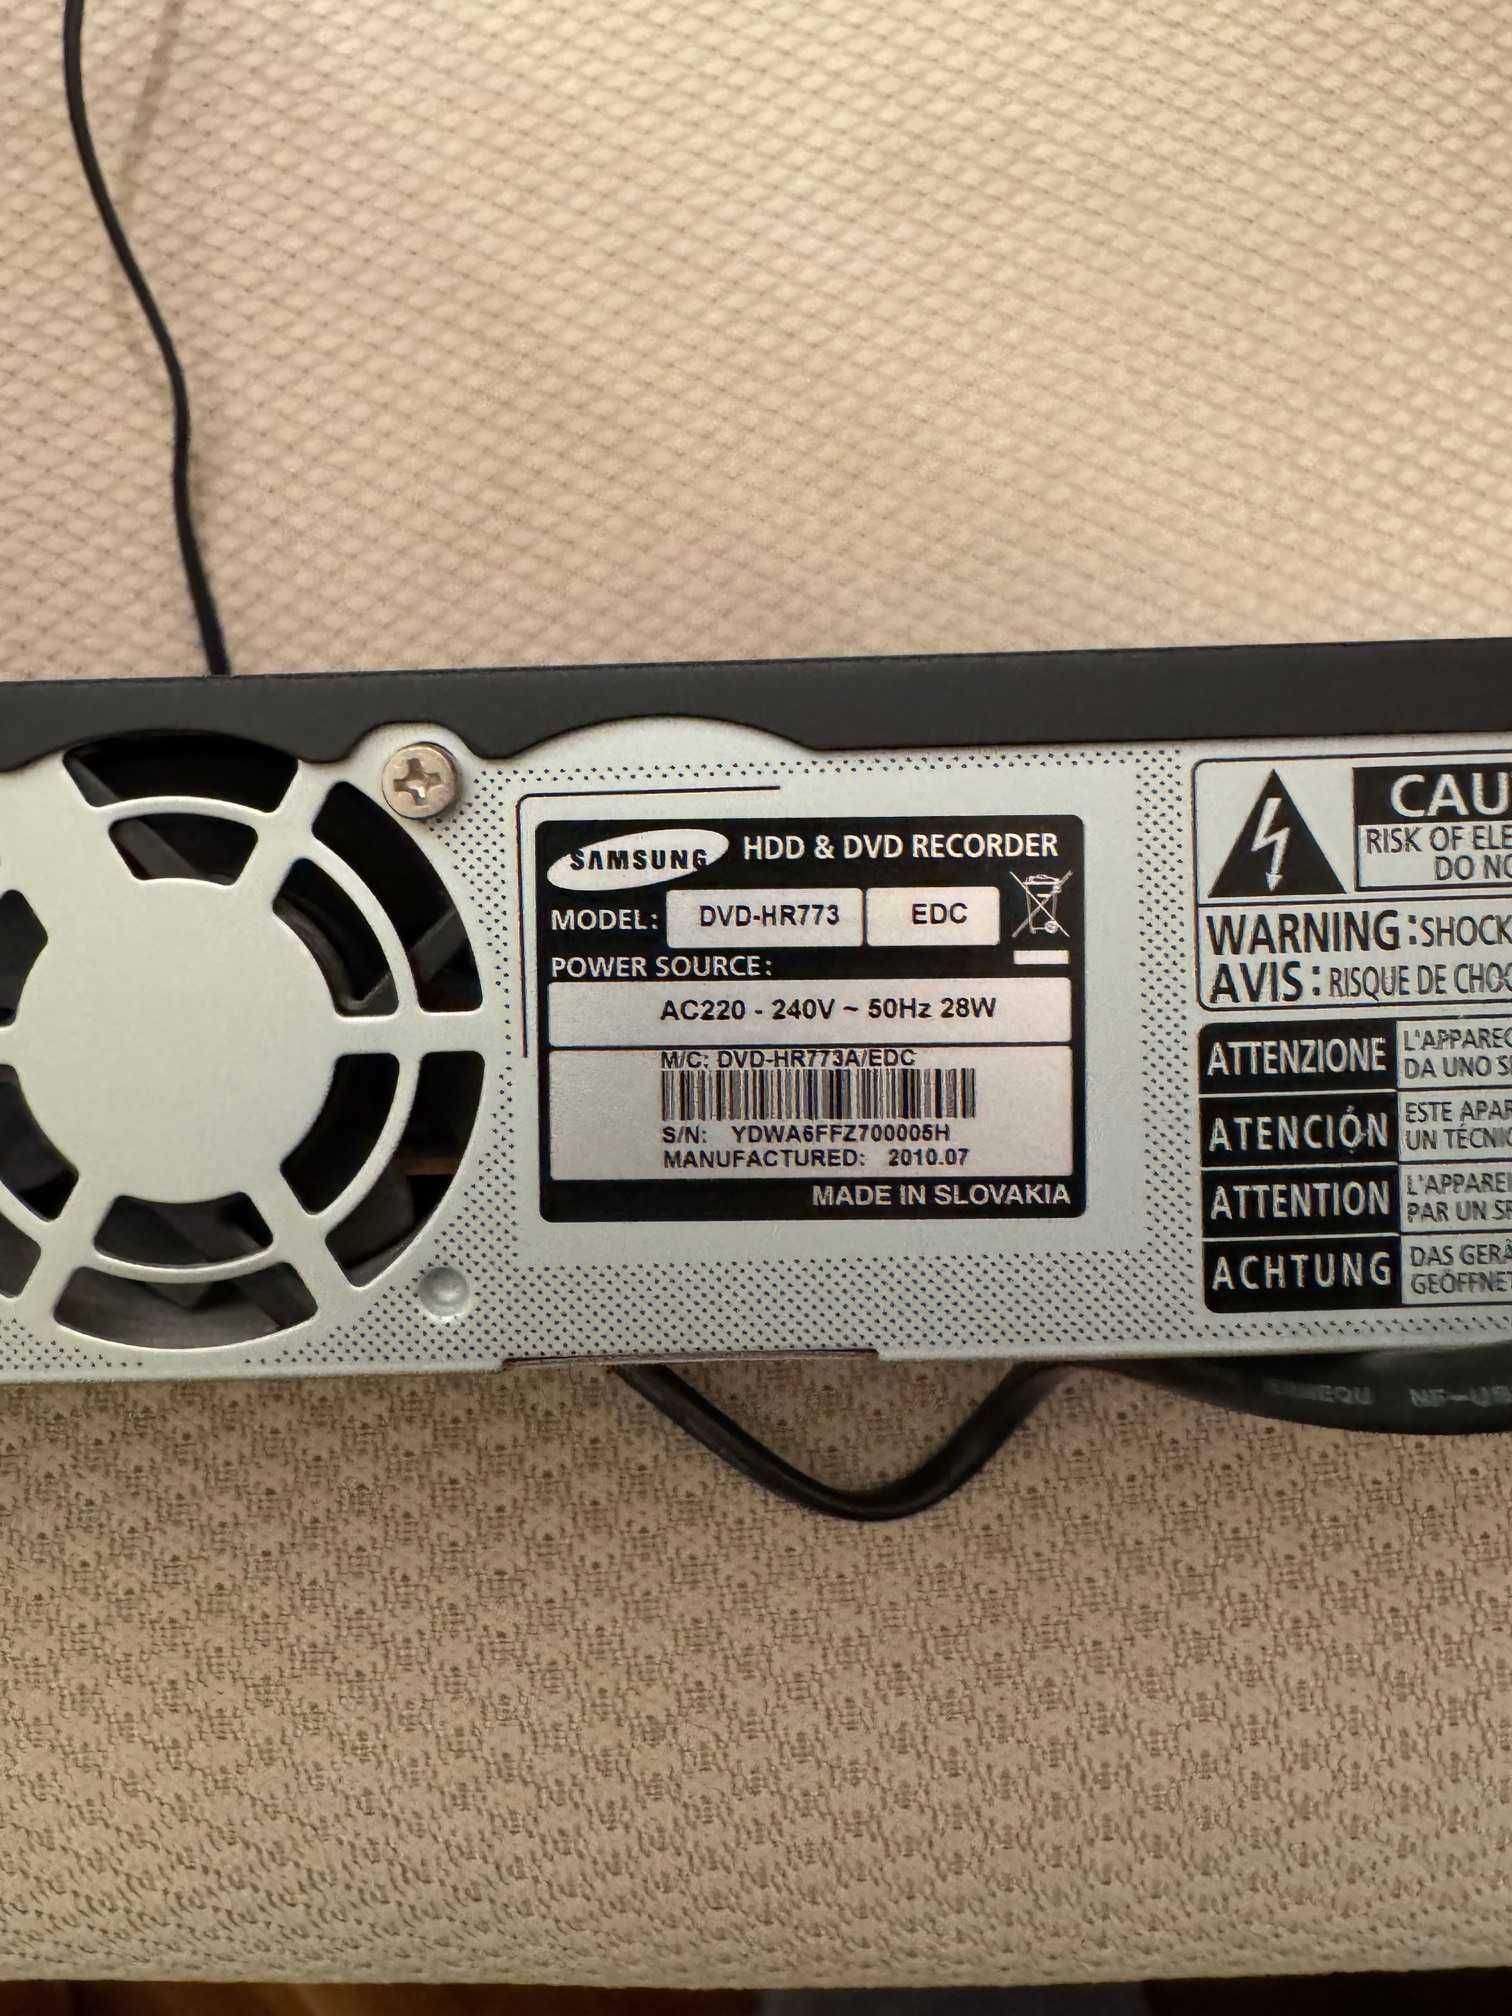 SAMSUNG HDD & DVD RECORDER
MODEL: DVD-HR773 EDC
POWER SOURCE:
AC220 - 240V ~ 50Hz 28W
M/C: DVD-HR773A/EDC
S/N: YDWA6FFZ700005H
MANUFACTURED: 2010.07
MADE IN SLOVAKIA
CAU
RISK OF ELE
DO NO
WARNING: SHOCK
AVIS: RISQUE DE CHOC
ATTENZIONE L'APPAREC
DA UNO S
ATENCIÓN ESTE APAR
UN TÉCNIC
ATTENTION L'APPAREI
PAR UN SP
ACHTUNG DAS GERÄ
GEÖFFNET